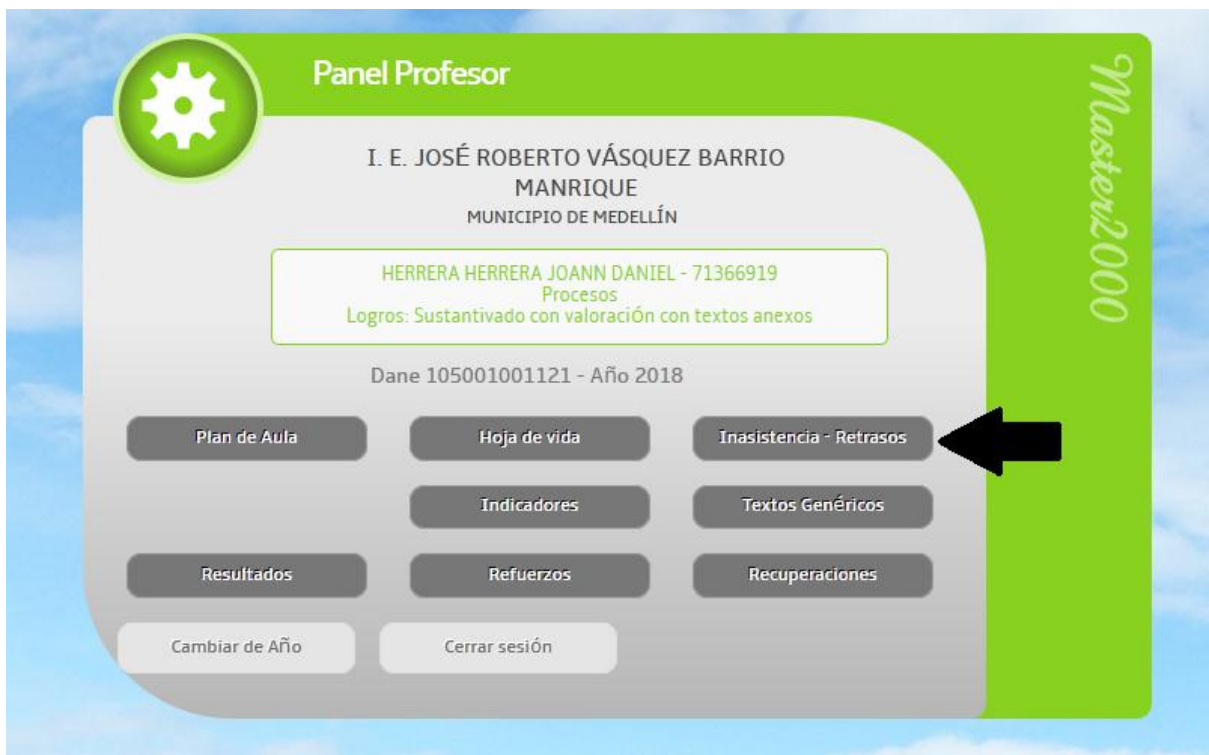 Panel Profesor
Master2000
I. E. JOSÉ ROBERTO VÁSQUEZ BARRIO
MANRIQUE
MUNICIPIO DE MEDELLÍN
HERRERA HERRERA JOANN DANIEL - 71366919
Procesos
Logros: Sustantivado con valoración con textos anexos
Dane 105001001121 - Año 2018
Plan de Aula
Hoja de vida
Inasistencia - Retrasos
Indicadores
Textos Genéricos
Resultados
Refuerzos
Recuperaciones
Cambiar de Año
Cerrar sesión